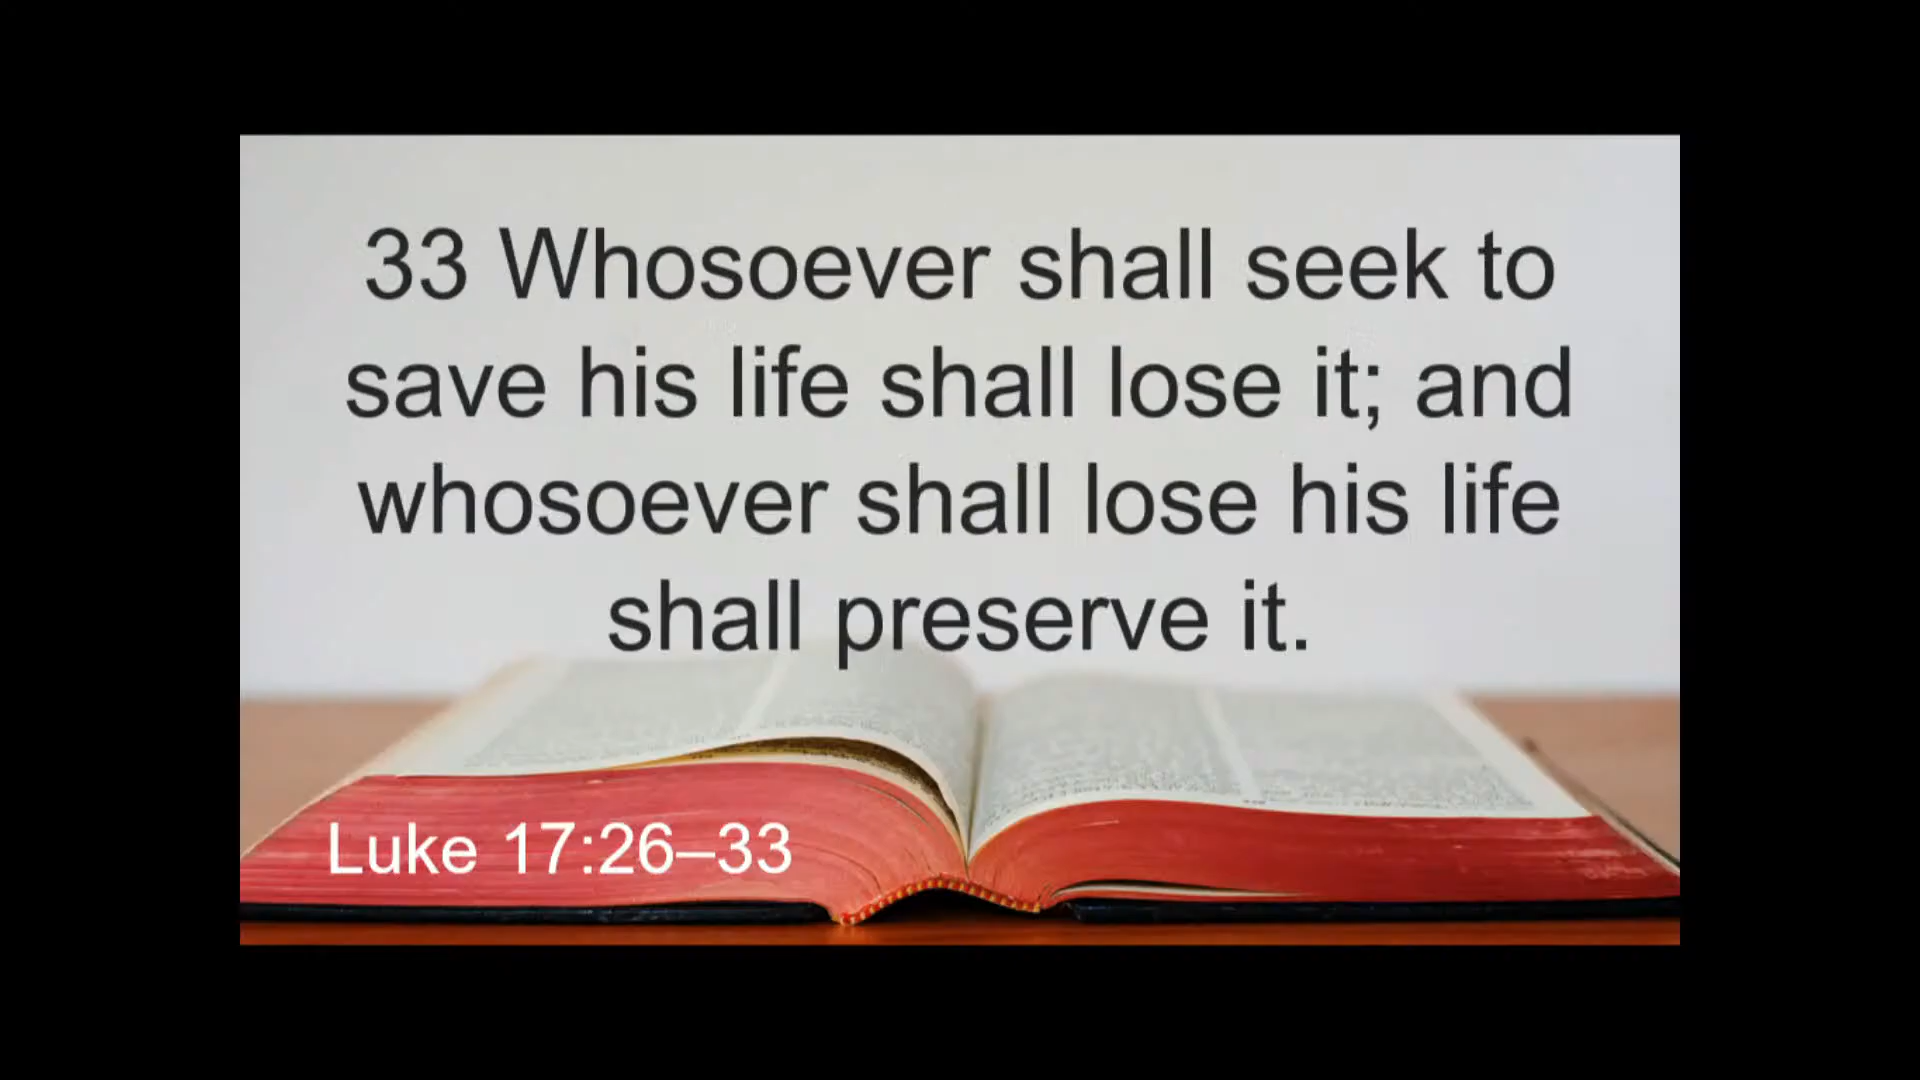 33 Whosoever shall seek to
save his life shall lose it; and
whosoever shall lose his life
shall preserve it.
Luke 17:26–33